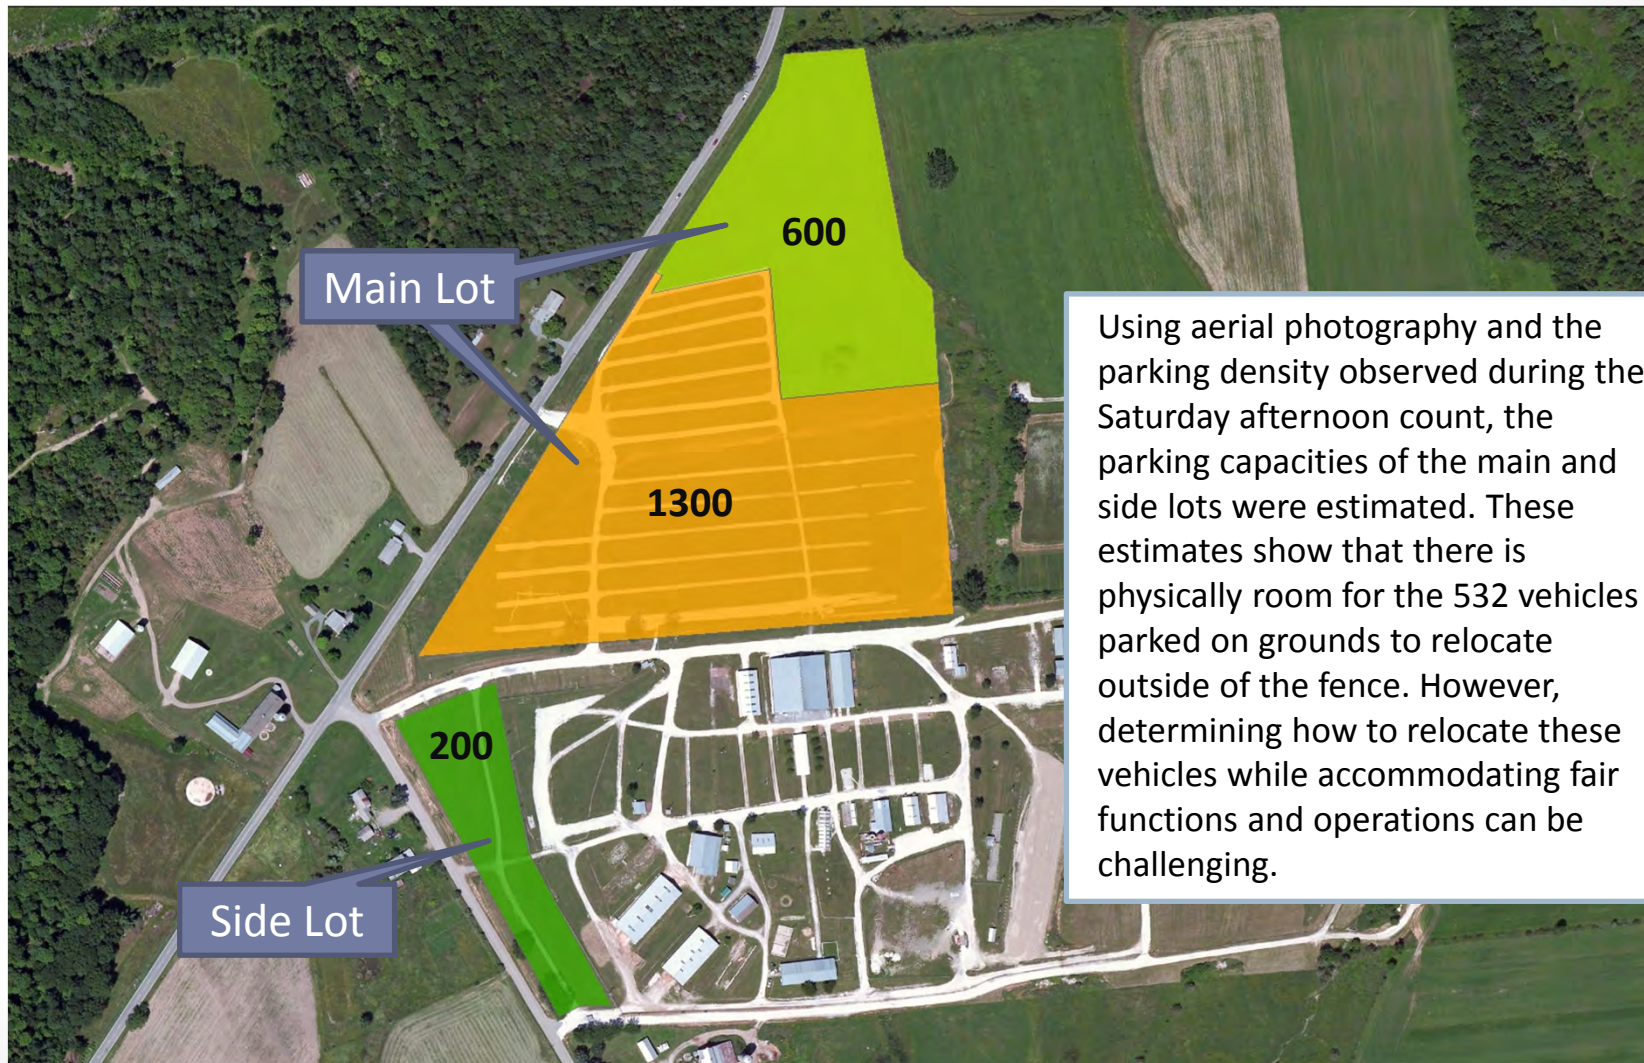 600
Main Lot
1300
200
Side Lot
Using aerial photography and the
parking density observed during the
Saturday afternoon count, the
parking capacities of the main and
side lots were estimated. These
estimates show that there is
physically room for the 532 vehicles
parked on grounds to relocate
outside of the fence. However,
determining how to relocate these
vehicles while accommodating fair
functions and operations can be
challenging.